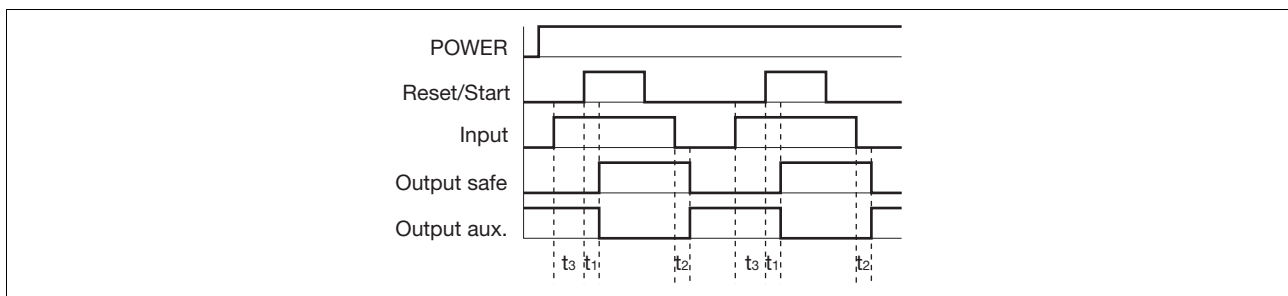 POWER
Reset/Start
Input
Output safe
Output aux.
t3 t1 t2 t3 t1 t2